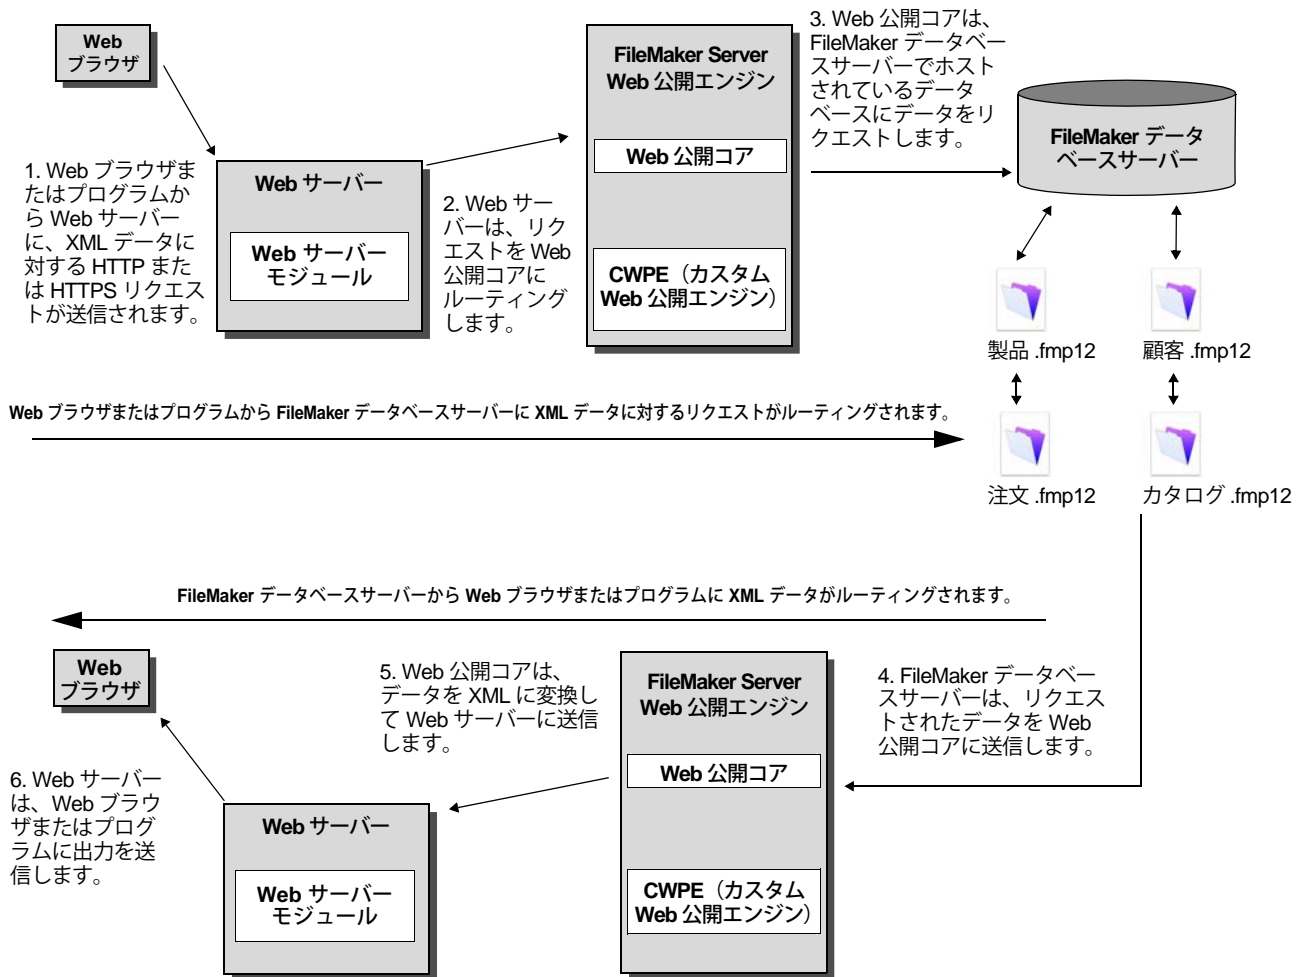 Web
ブラウザ
1. Web ブラウザま
たはプログラムか
ら Web サーバー
に、XML データに
対する HTTP また
は HTTPS リクエス
トが送信されます。
Web サーバー
Web サーバー
モジュール
2. Web サー
バーは、リク
エストを Web
公開コアに
ルーティング
します。
FileMaker Server
Web 公開エンジン
Web 公開コア
CWPE（カスタム
Web 公開エンジン）
3. Web 公開コアは、
FileMaker データベー
スサーバーでホスト
されているデータ
ベースにデータをリ
クエストします。
FileMaker データ
ベースサーバー
製品 .fmp12
顧客 .fmp12
注文 .fmp12
カタログ .fmp12
Web ブラウザまたはプログラムから FileMaker データベースサーバーに XML データに対するリクエストがルーティングされます。
FileMaker データベースサーバーから Web ブラウザまたはプログラムに XML データがルーティングされます。
4. FileMaker データベー
スサーバーは、リクエス
トされたデータを Web
公開コアに送信します。
FileMaker Server
Web 公開エンジン
Web 公開コア
CWPE（カスタム
Web 公開エンジン）
5. Web 公開コアは、
データを XML に変換し
て Web サーバーに送信
します。
Web サーバー
Web サーバー
モジュール
6. Web サーバー
は、Web ブラウ
ザまたはプログ
ラムに出力を送
信します。
Web
ブラウザ